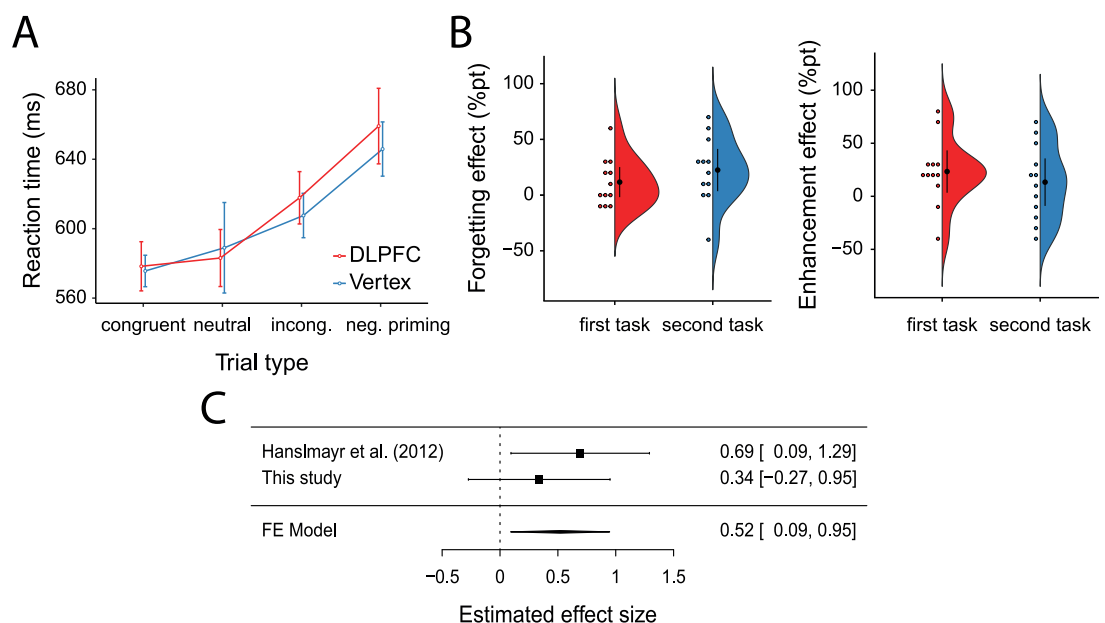 A
Reaction time (ms)
680
640
600
560
DLPFC
Vertex
congruent neutral incong. neg. priming
Trial type
B
Forgetting effect (%pt)
100
50
0
−50
first task second task
Enhancement effect (%pt)
100
50
0
−50
first task second task
C
Hanslmayr et al. (2012) 0.69 [ 0.09, 1.29]
This study 0.34 [−0.27, 0.95]
FE Model 0.52 [ 0.09, 0.95]
−0.5 0 0.5 1 1.5
Estimated effect size